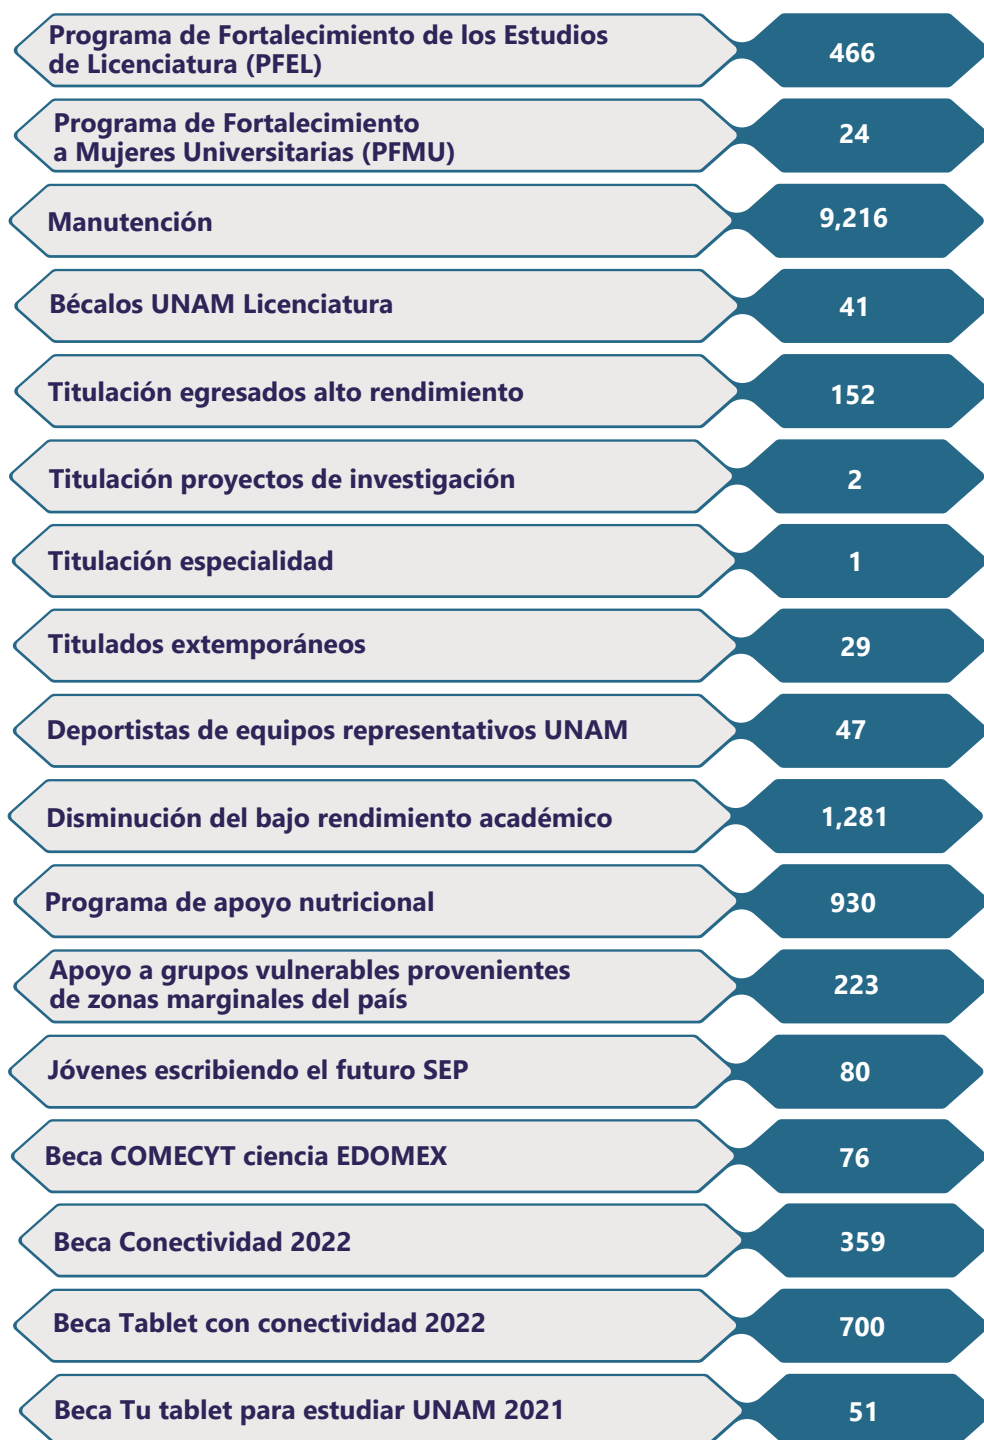 Programa de Fortalecimiento de los Estudios
de Licenciatura (PFEL)
466
Programa de Fortalecimiento
a Mujeres Universitarias (PFMU)
24
Manutención
9,216
Bécalos UNAM Licenciatura
41
Titulación egresados alto rendimiento
152
Titulación proyectos de investigación
2
Titulación especialidad
1
Titulados extemporáneos
29
Deportistas de equipos representativos UNAM
47
Disminución del bajo rendimiento académico
1,281
Programa de apoyo nutricional
930
Apoyo a grupos vulnerables provenientes
de zonas marginales del país
223
Jóvenes escribiendo el futuro SEP
80
Beca COMECYT ciencia EDOMEX
76
Beca Conectividad 2022
359
Beca Tablet con conectividad 2022
700
Beca Tu tablet para estudiar UNAM 2021
51